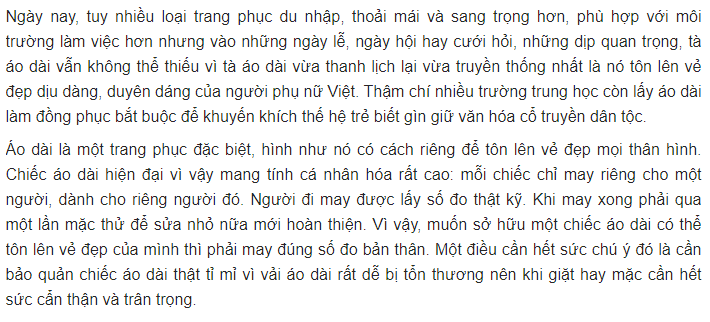 Ngày nay, tuy nhiều loại trang phục du nhập, thoải mái và sang trọng hơn, phù hợp với môi
trường làm việc hơn nhưng vào những ngày lễ, ngày hội hay cưới hỏi, những dịp quan trọng, tà
áo dài vẫn không thể thiếu vì tà áo dài vừa thanh lịch lại vừa truyền thống nhất là nó tôn lên vẻ
đẹp dịu dàng, duyên dáng của người phụ nữ Việt. Thậm chí nhiều trường trung học còn lấy áo dài
làm đồng phục bắt buộc để khuyến khích thế hệ trẻ biết gìn giữ văn hóa cổ truyền dân tộc.
Áo dài là một trang phục đặc biệt, hình như nó có cách riêng để tôn lên vẻ đẹp mọi thân hình.
Chiếc áo dài hiện đại vì vậy mang tính cá nhân hóa rất cao: mỗi chiếc chỉ may riêng cho một
người, dành cho riêng người đó. Người đi may được lấy số đo thật kỹ. Khi may xong phải qua
một lần mặc thử để sửa nhỏ nữa mới hoàn thiện. Vì vậy, muốn sở hữu một chiếc áo dài có thể
tôn lên vẻ đẹp của mình thì phải may đúng số đo bản thân. Một điều cần hết sức chú ý đó là cần
bảo quản chiếc áo dài thật tỉ mỉ vì vải áo dài rất dễ bị tổn thương nên khi giặt hay mặc cần hết
sức cẩn thận và trân trọng.